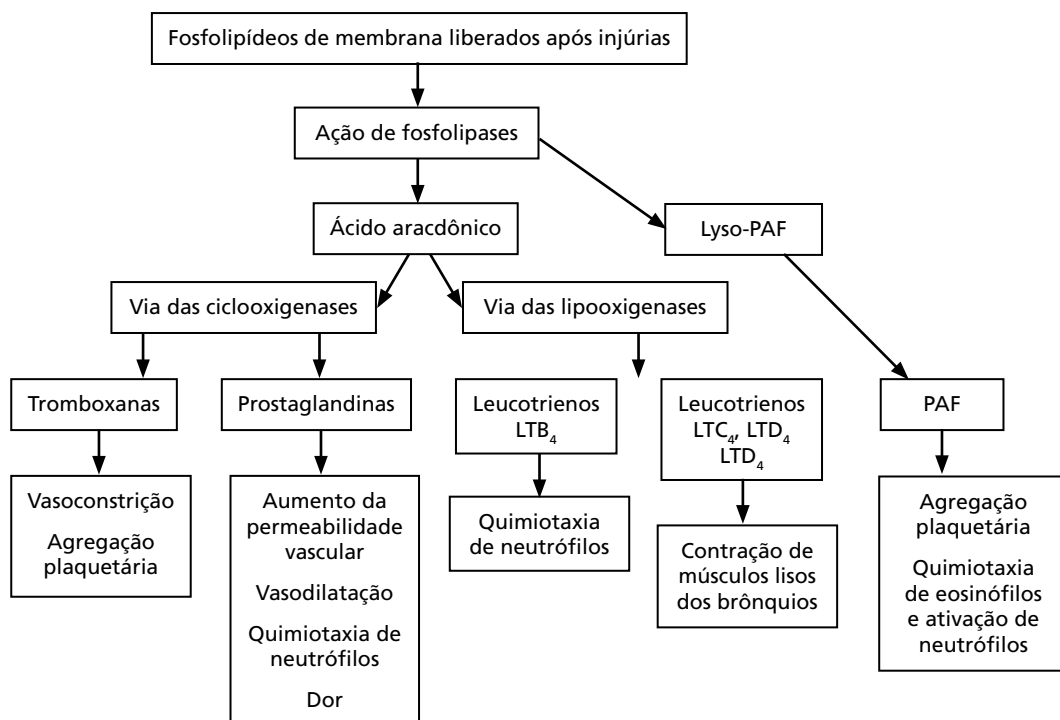 Fosfolipídeos de membrana liberados após injúrias
Ação de fosfolipases
Ácido aracdônico
Lyso-PAF
Via das ciclooxigenases
Via das lipooxigenases
Tromboxanas
Prostaglandinas
Leucotrienos
LTB₄
Leucotrienos
LTC₄, LTD₄
LTD₄
PAF
Vasoconstrição
Agregação
plaquetária
Aumento da
permeabilidade
vascular
Vasodilatação
Quimiotaxia de
neutrófilos
Dor
Quimiotaxia
de neutrófilos
Contração de
músculos lisos
dos brônquios
Agregação
plaquetária
Quimiotaxia
de eosinófilos
e ativação de
neutrófilos